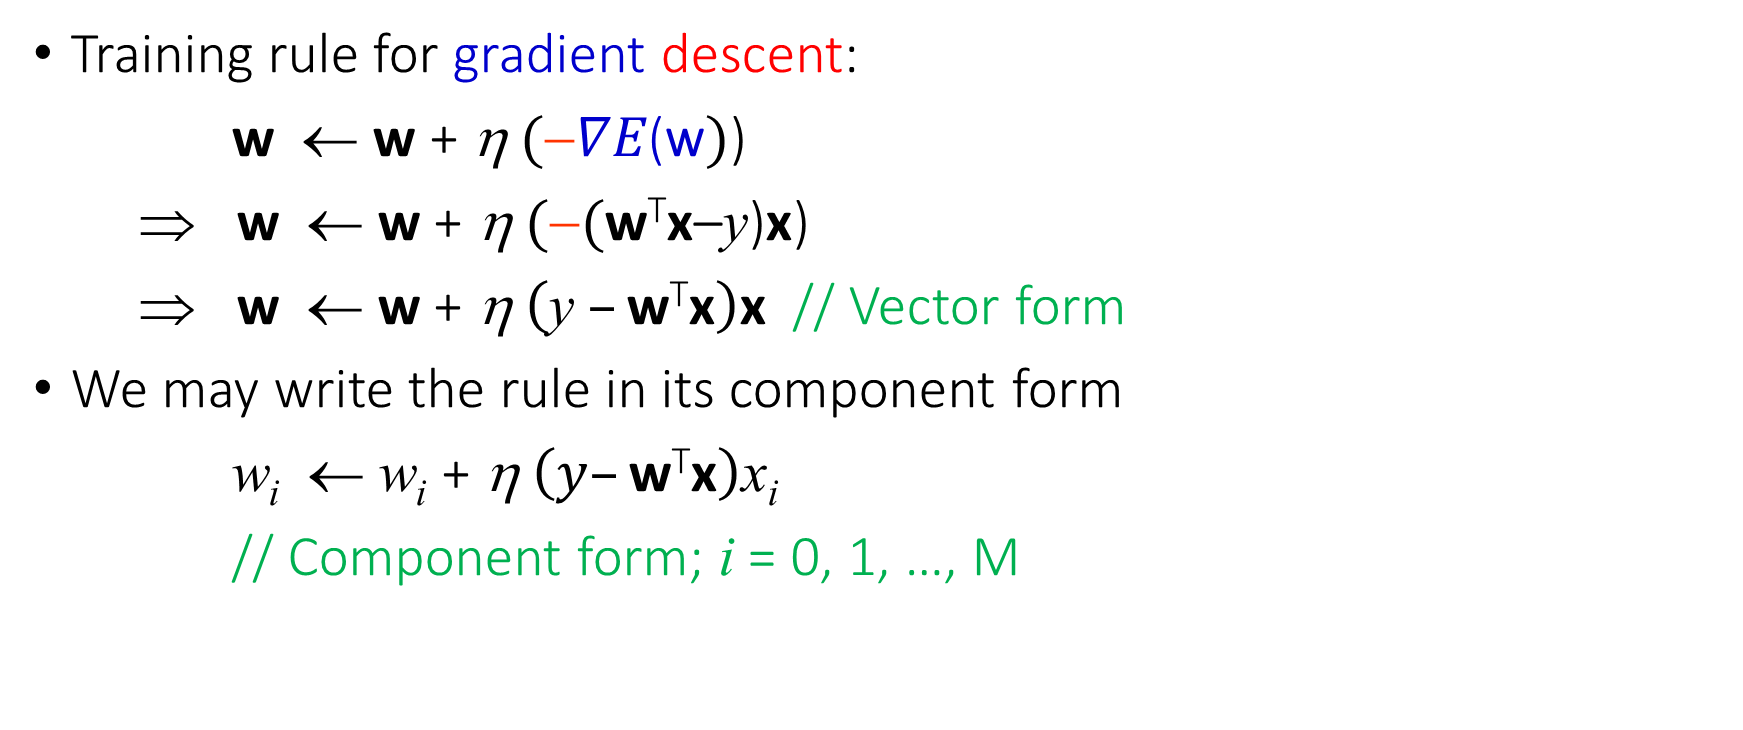 • Training rule for gradient descent:
w ← w + η (−∇E(w))
⇒ w ← w + η (−(wᵀx−y)x)
⇒ w ← w + η (y − wᵀx)x // Vector form
• We may write the rule in its component form
wᵢ ← wᵢ + η (y− wᵀx)xᵢ
// Component form; i = 0, 1, …, M